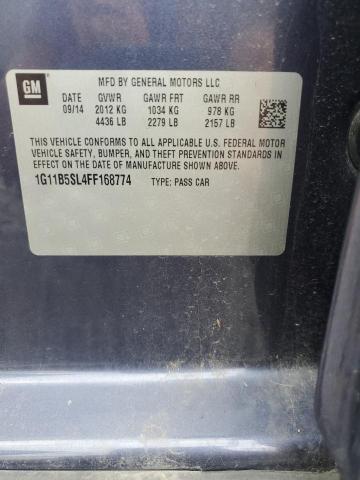 GM
MFD BY GENERAL MOTORS LLC
DATE GVWR GAWR FRT GAWR RR
09/14 2012 KG 1034 KG 978 KG
4436 LB 2279 LB 2157 LB
THIS VEHICLE CONFORMS TO ALL APPLICABLE U.S. FEDERAL MOTOR
VEHICLE SAFETY, BUMPER, AND THEFT PREVENTION STANDARDS
IN EFFECT ON THE DATE OF MANUFACTURE SHOWN ABOVE.
1G11B5SL4FF168774 TYPE: PASS CAR